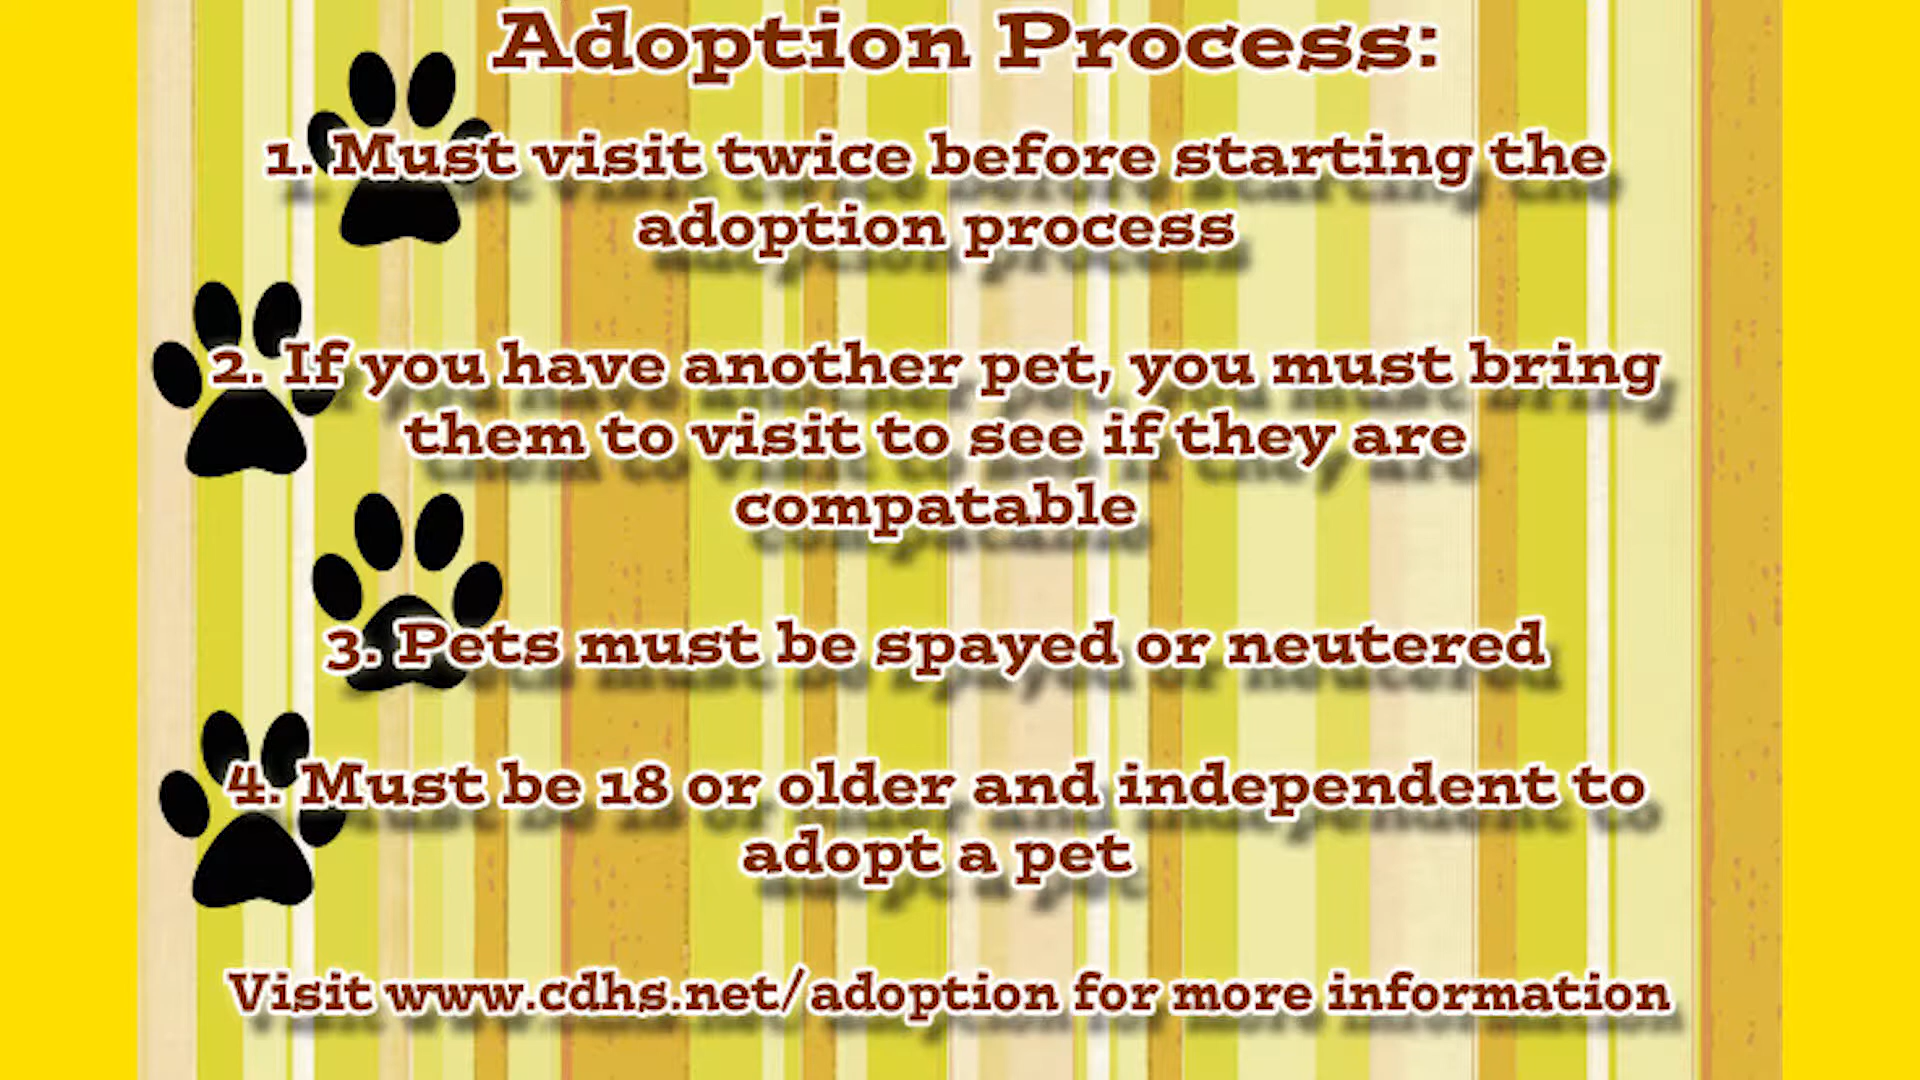 Adoption Process:
1. Must visit twice before starting the
adoption process
2. If you have another pet, you must bring
them to visit to see if they are
compatable
3. Pets must be spayed or neutered
4. Must be 18 or older and independent to
adopt a pet
Visit www.cdhs.net/adoption for more information